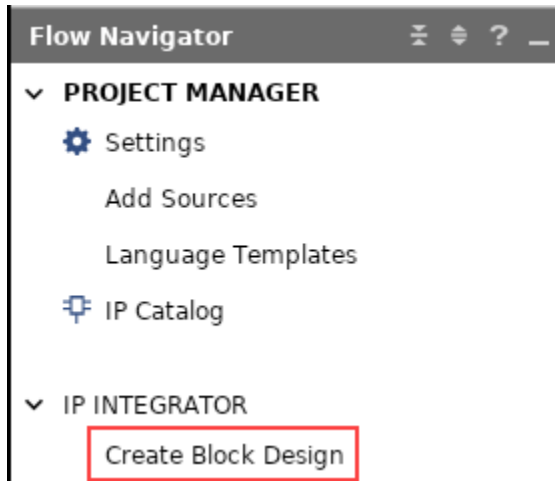 Flow Navigator ?
PROJECT MANAGER
Settings
Add Sources
Language Templates
IP Catalog
IP INTEGRATOR
Create Block Design